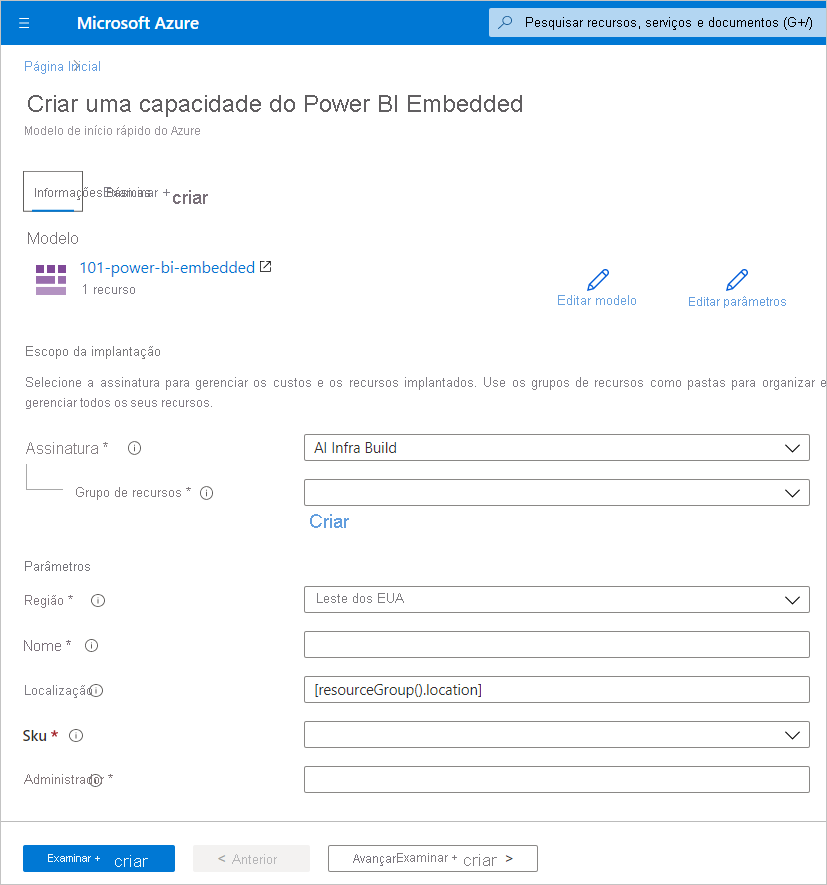 Microsoft Azure
Pesquisar recursos, serviços e documentos (G+/)
Página Inicial
Criar uma capacidade do Power BI Embedded
Modelo de início rápido do Azure
Informações Básicas
Examinar + criar
Modelo
101-power-bi-embedded
1 recurso
Editar modelo
Editar parâmetros
Escopo da implantação
Selecione a assinatura para gerenciar os custos e os recursos implantados. Use os grupos de recursos como pastas para organizar e
gerenciar todos os seus recursos.
Assinatura *
AI Infra Build
Grupo de recursos *
Criar
Parâmetros
Região *
Leste dos EUA
Nome *
Localização
[resourceGroup().location]
Sku *
Administrador *
Examinar + criar
< Anterior
AvançarExaminar + criar >